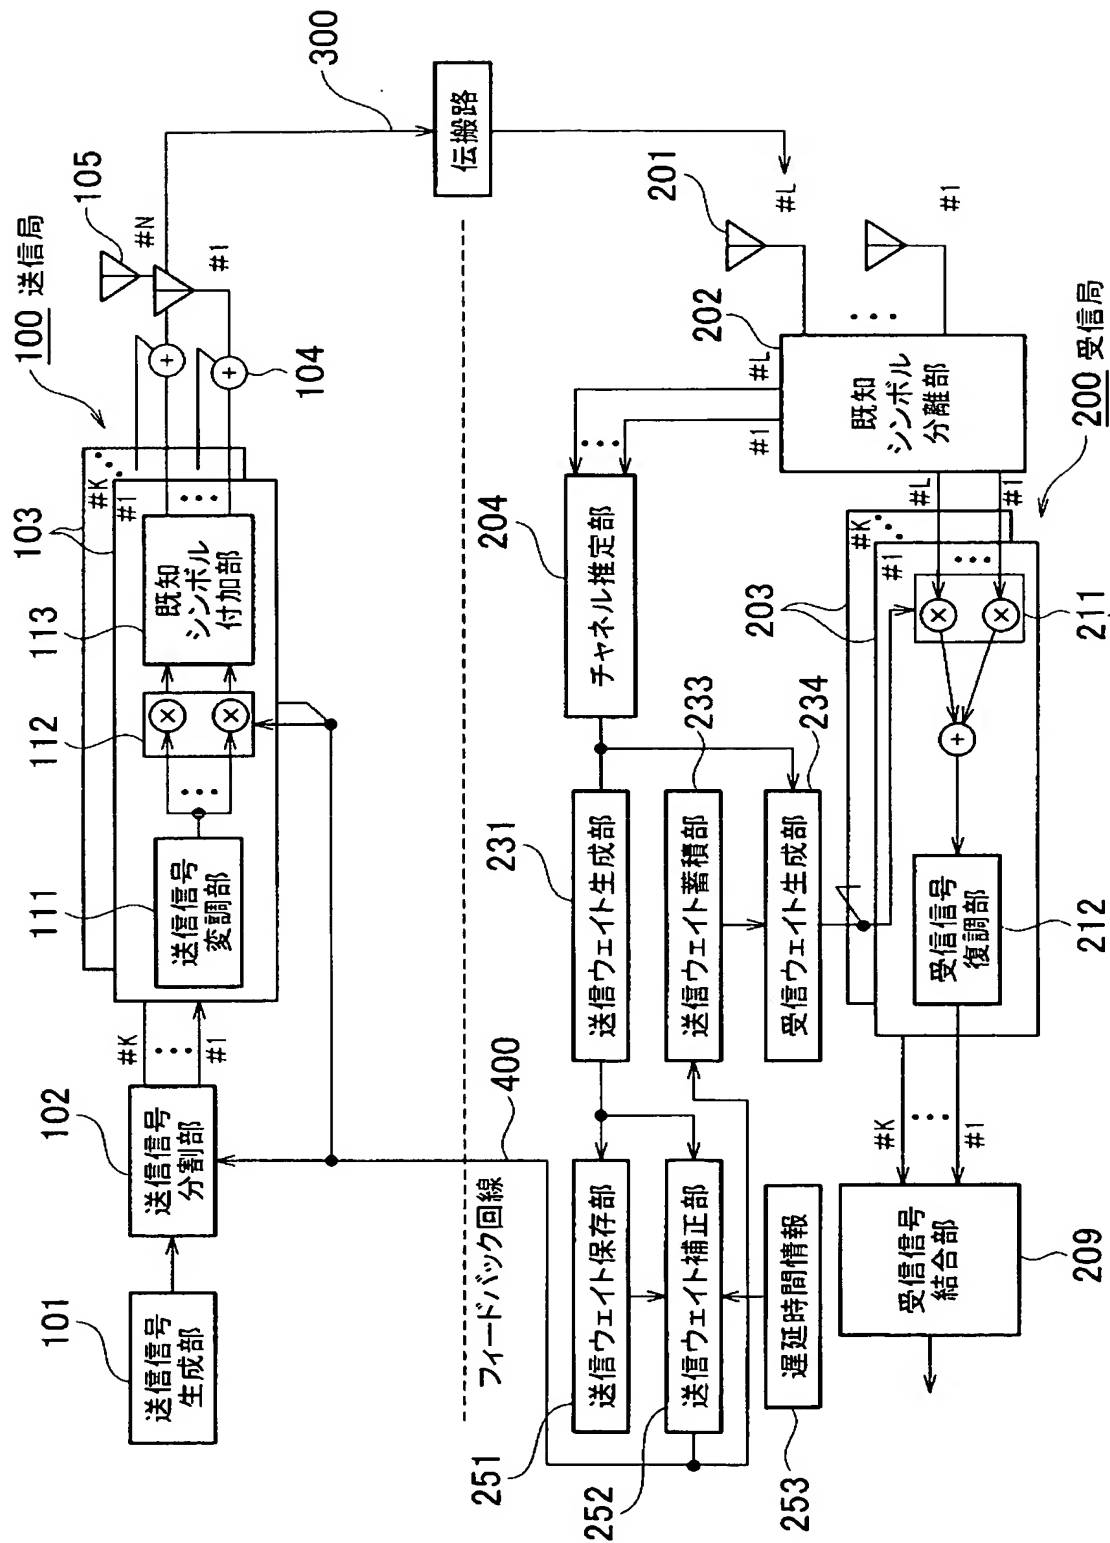 100 送信局
101
送信信号
生成部
102
送信信号
分割部
#K
#1
103
#K
#1
111
送信信号
変調部
112
113
既知
シンボル
付加部
104
105
#N
#1
300
伝搬路
フィードバック回線
400
200 受信局
201
#L
#1
202
既知
シンボル
分離部
#L
#1
#L
#1
204
チャネル推定部
231
送信ウェイト生成部
233
送信ウェイト蓄積部
234
受信ウェイト生成部
251
送信ウェイト保存部
252
送信ウェイト補正部
253
遅延時間情報
203
#K
#1
211
212
受信信号
復調部
#K
#1
209
受信信号
結合部